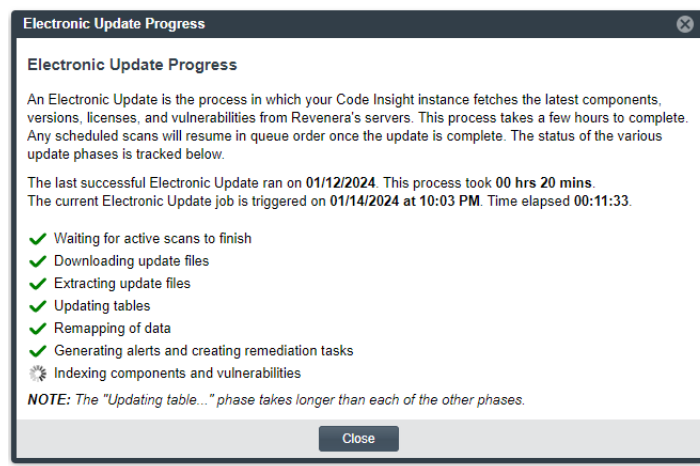 Electronic Update Progress
Electronic Update Progress
An Electronic Update is the process in which your Code Insight instance fetches the latest components,
versions, licenses, and vulnerabilities from Revenera's servers. This process takes a few hours to complete.
Any scheduled scans will resume in queue order once the update is complete. The status of the various
update phases is tracked below.
The last successful Electronic Update ran on 01/12/2024. This process took 00 hrs 20 mins.
The current Electronic Update job is triggered on 01/14/2024 at 10:03 PM. Time elapsed 00:11:33.
Waiting for active scans to finish
Downloading update files
Extracting update files
Updating tables
Remapping of data
Generating alerts and creating remediation tasks
Indexing components and vulnerabilities
NOTE: The "Updating table..." phase takes longer than each of the other phases.
Close